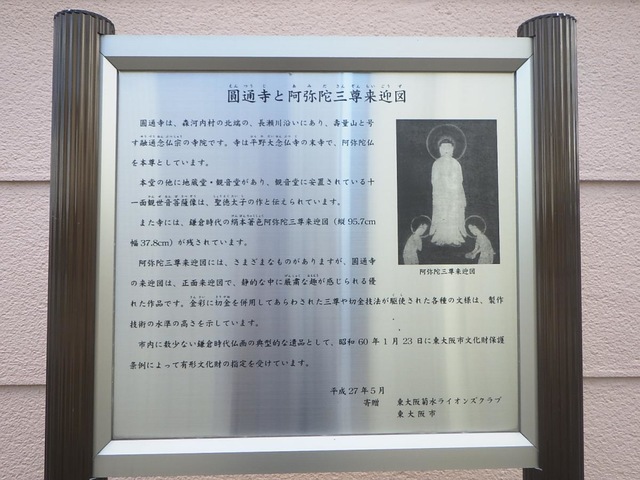 圓通寺と阿弥陀三尊来迎図
圓通寺は、森河内村の北端の、長瀬川沿いにあり、壽量山と号
す融通念仏宗の寺院です。寺は平野大念仏寺の末寺で、阿弥陀仏
を本尊としています。
本堂の他に地蔵堂・観音堂があり、観音堂に安置されている十
一面観世音菩薩像は、聖徳太子の作と伝えられています。
また寺には、鎌倉時代の絹本著色阿弥陀三尊来迎図（縦95.7cm
幅37.8cm）が残されています。
阿弥陀三尊来迎図には、さまざまなものがありますが、圓通寺
の来迎図は、正面来迎図で、静的な中に厳粛な趣が感じられる優
れた作品です。金彩に切金を併用してあらわされた三尊や切金技法が駆使された各種の文様は、製作
技術の水準の高さを示しています。
市内に数少ない鎌倉時代仏画の典型的な遺品として、昭和60年1月23日に東大阪市文化財保護
条例によって有形文化財の指定を受けています。
阿弥陀三尊来迎図
平成27年5月
寄贈 東大阪菊水ライオンズクラブ
東大阪市